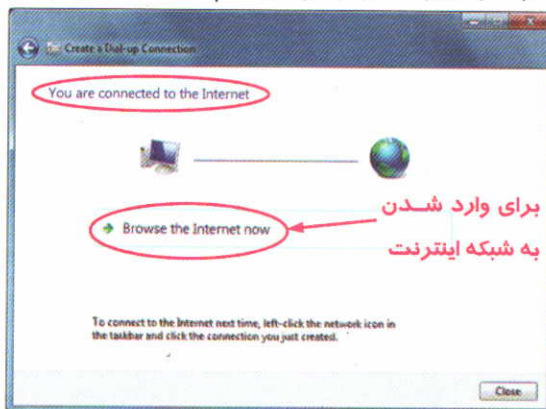 Create a Dial-up Connection
You are connected to the Internet
Browse the Internet now
برای وارد شدن
به شبکه اینترنت
To connect to the Internet next time, left-click the network icon in
the taskbar and click the connection you just created.
Close